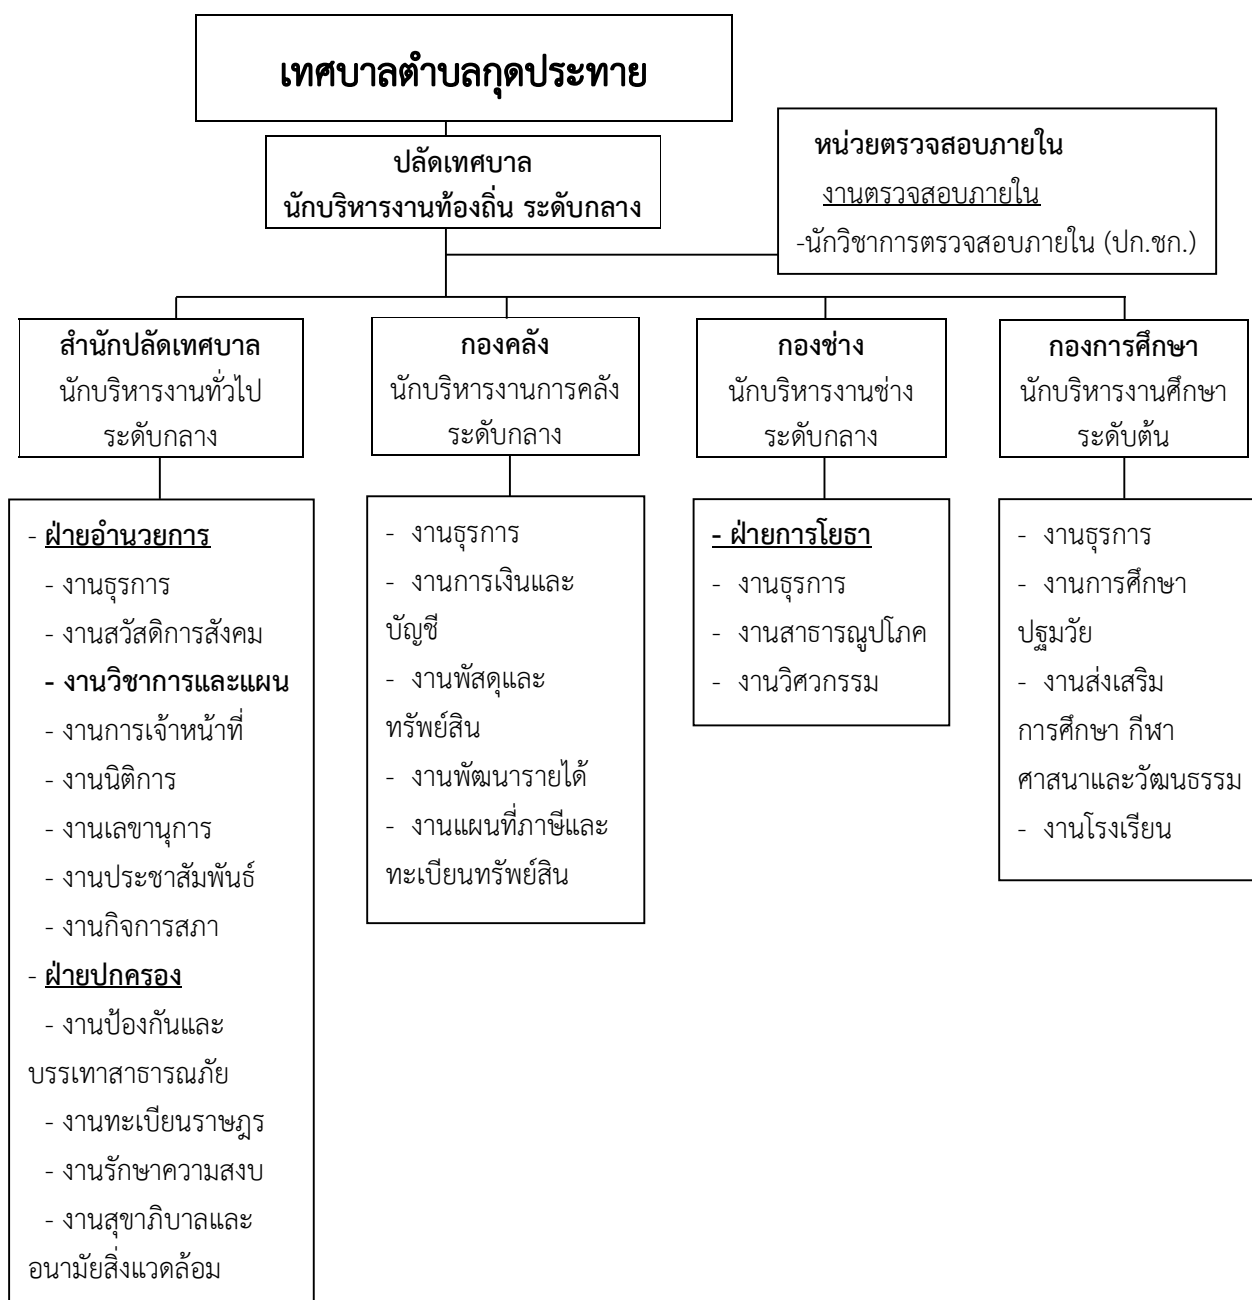 เทศบาลตำบลกุดประทาย
ปลัดเทศบาล
นักบริหารงานท้องถิ่น ระดับกลาง
หน่วยตรวจสอบภายใน
งานตรวจสอบภายใน
-นักวิชาการตรวจสอบภายใน (ปก.ชก.)
สำนักปลัดเทศบาล
นักบริหารงานทั่วไป
ระดับกลาง
กองคลัง
นักบริหารงานการคลัง
ระดับกลาง
กองช่าง
นักบริหารงานช่าง
ระดับกลาง
กองการศึกษา
นักบริหารงานศึกษา
ระดับต้น
- ฝ่ายอำนวยการ
- งานธุรการ
- งานสวัสดิการสังคม
- งานวิชาการและแผน
- งานการเจ้าหน้าที่
- งานนิติการ
- งานเลขานุการ
- งานประชาสัมพันธ์
- งานกิจการสภา
- ฝ่ายปกครอง
- งานป้องกันและ
บรรเทาสาธารณภัย
- งานทะเบียนราษฎร
- งานรักษาความสงบ
- งานสุขาภิบาลและ
อนามัยสิ่งแวดล้อม
- งานธุรการ
- งานการเงินและ
บัญชี
- งานพัสดุและ
ทรัพย์สิน
- งานพัฒนารายได้
- งานแผนที่ภาษีและ
ทะเบียนทรัพย์สิน
- ฝ่ายการโยธา
- งานธุรการ
- งานสาธารณูปโภค
- งานวิศวกรรม
- งานธุรการ
- งานการศึกษา
ปฐมวัย
- งานส่งเสริม
การศึกษา กีฬา
ศาสนาและวัฒนธรรม
- งานโรงเรียน